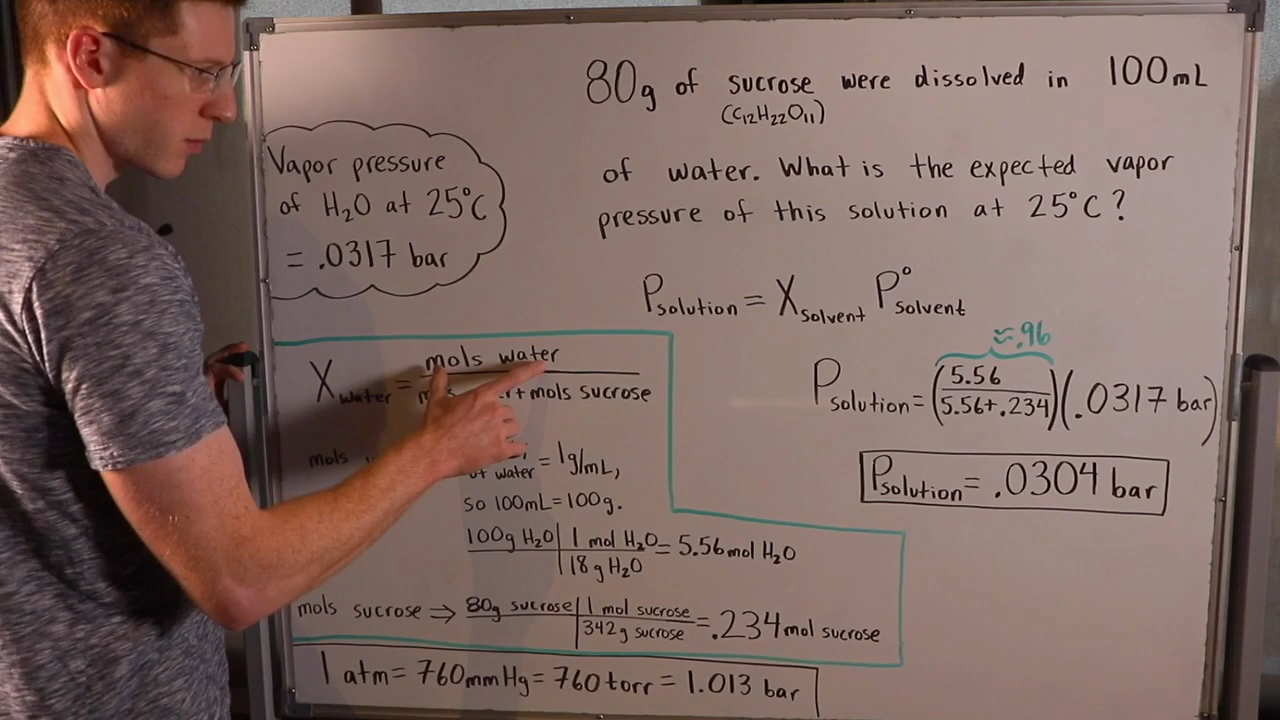 80g of sucrose were dissolved in 100mL
(C₁₂H₂₂O₁₁)
of water. What is the expected vapor
pressure of this solution at 25°C?
Vapor pressure
of H₂O at 25°C
= .0317 bar
Psolution = Xsolvent P°solvent
Xwater = mols water
+ mols sucrose
mols
of water = 1g/mL,
so 100mL = 100g.
100g H₂O | 1 mol H₂O = 5.56 mol H₂O
18 g H₂O
mols sucrose ⇒ 80g sucrose | 1 mol sucrose = .234 mol sucrose
342 g sucrose
1 atm = 760 mmHg = 760 torr = 1.013 bar
≈.96
Psolution = (5.56 / 5.56+.234)(.0317 bar)
Psolution = .0304 bar